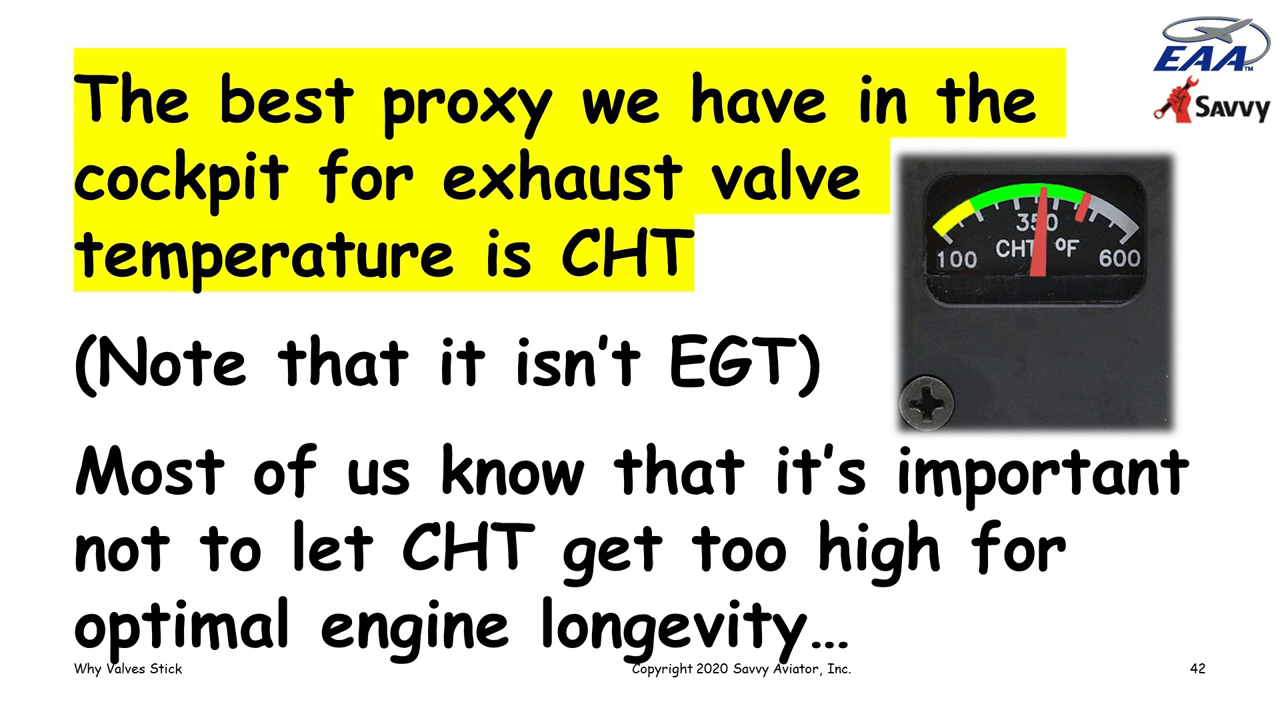 EAA
Savvy
The best proxy we have in the
cockpit for exhaust valve
temperature is CHT
350
CHT °F
100 600
(Note that it isn’t EGT)
Most of us know that it’s important
not to let CHT get too high for
optimal engine longevity…
Why Valves Stick Copyright 2020 Savvy Aviator, Inc. 42